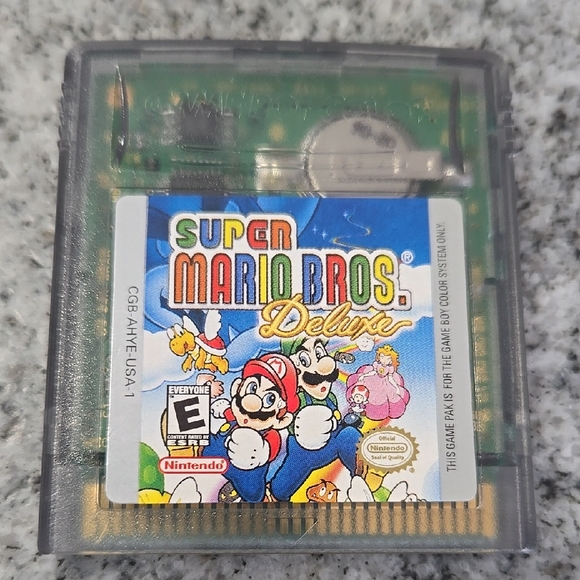 SUPER
MARIO BROS.®
Deluxe
CGB-AHYE-USA-1
EVERYONE
E
CONTENT RATED BY
ESRB
Nintendo
Official
Nintendo
Seal of Quality
THIS GAME PAK IS FOR THE GAME BOY COLOR SYSTEM ONLY.